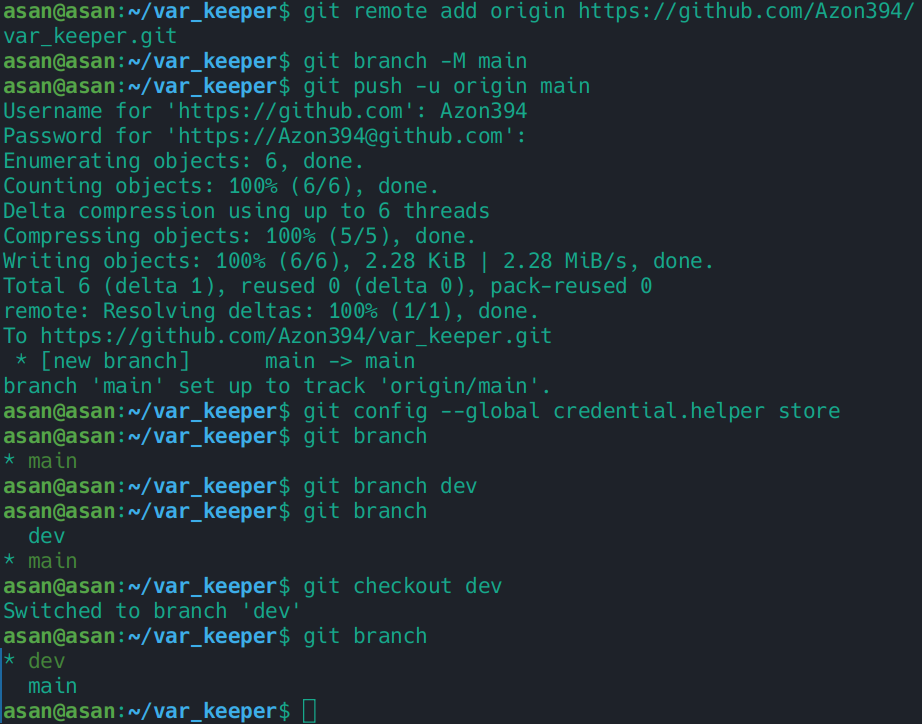 asan@asan:~/var_keeper$ git remote add origin https://github.com/Azon394/
var_keeper.git
asan@asan:~/var_keeper$ git branch -M main
asan@asan:~/var_keeper$ git push -u origin main
Username for 'https://github.com': Azon394
Password for 'https://Azon394@github.com':
Enumerating objects: 6, done.
Counting objects: 100% (6/6), done.
Delta compression using up to 6 threads
Compressing objects: 100% (5/5), done.
Writing objects: 100% (6/6), 2.28 KiB | 2.28 MiB/s, done.
Total 6 (delta 1), reused 0 (delta 0), pack-reused 0
remote: Resolving deltas: 100% (1/1), done.
To https://github.com/Azon394/var_keeper.git
 * [new branch]      main -> main
branch 'main' set up to track 'origin/main'.
asan@asan:~/var_keeper$ git config --global credential.helper store
asan@asan:~/var_keeper$ git branch
* main
asan@asan:~/var_keeper$ git branch dev
asan@asan:~/var_keeper$ git branch
  dev
* main
asan@asan:~/var_keeper$ git checkout dev
Switched to branch 'dev'
asan@asan:~/var_keeper$ git branch
* dev
  main
asan@asan:~/var_keeper$